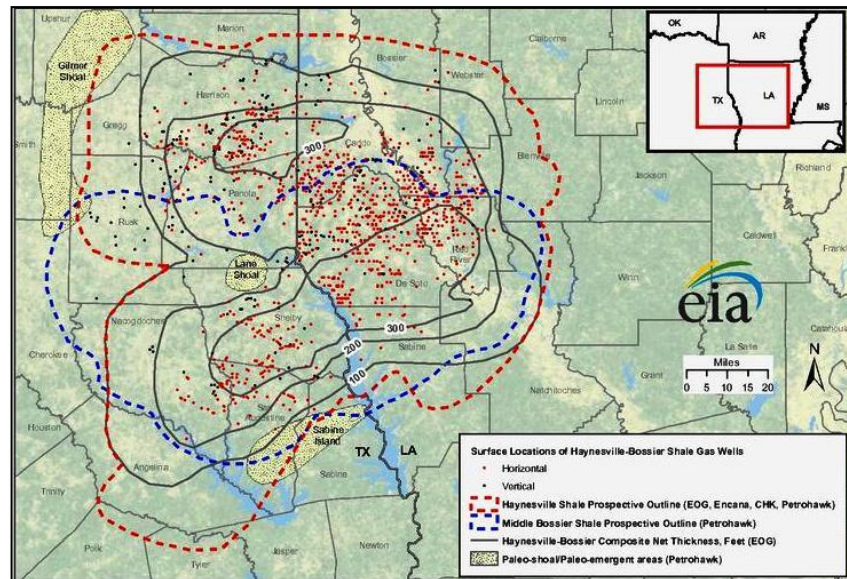 Upshur
Marion
Gilmer
Shoal
Harrison
Bossier
Webster
Claiborne
Lincoln
Gregg
Smith
300
Caddo
Bienville
Jackson
Richland
Panola
Rusk
Lane
Shoal
Red
River
Caldwell
Franklin
De Soto
Winn
Nacogdoches
Shelby
300
200
100
Sabine
Cherokee
Natchitoches
Grant
La Salle
Catahoula
Houston
San
Augustine
Sabine
Island
TX
LA
Angelina
Sabine
Trinity
Polk
Tyler
Jasper
Newton
OK
AR
TX
LA
MS
eia
Miles
0 5 10 15 20
N
Surface Locations of Haynesville-Bossier Shale Gas Wells
Horizontal
Vertical
Haynesville Shale Prospective Outline (EOG, Encana, CHK, Petrohawk)
Middle Bossier Shale Prospective Outline (Petrohawk)
Haynesville-Bossier Composite Net Thickness, Feet (EOG)
Paleo-shoal/Paleo-emergent areas (Petrohawk)